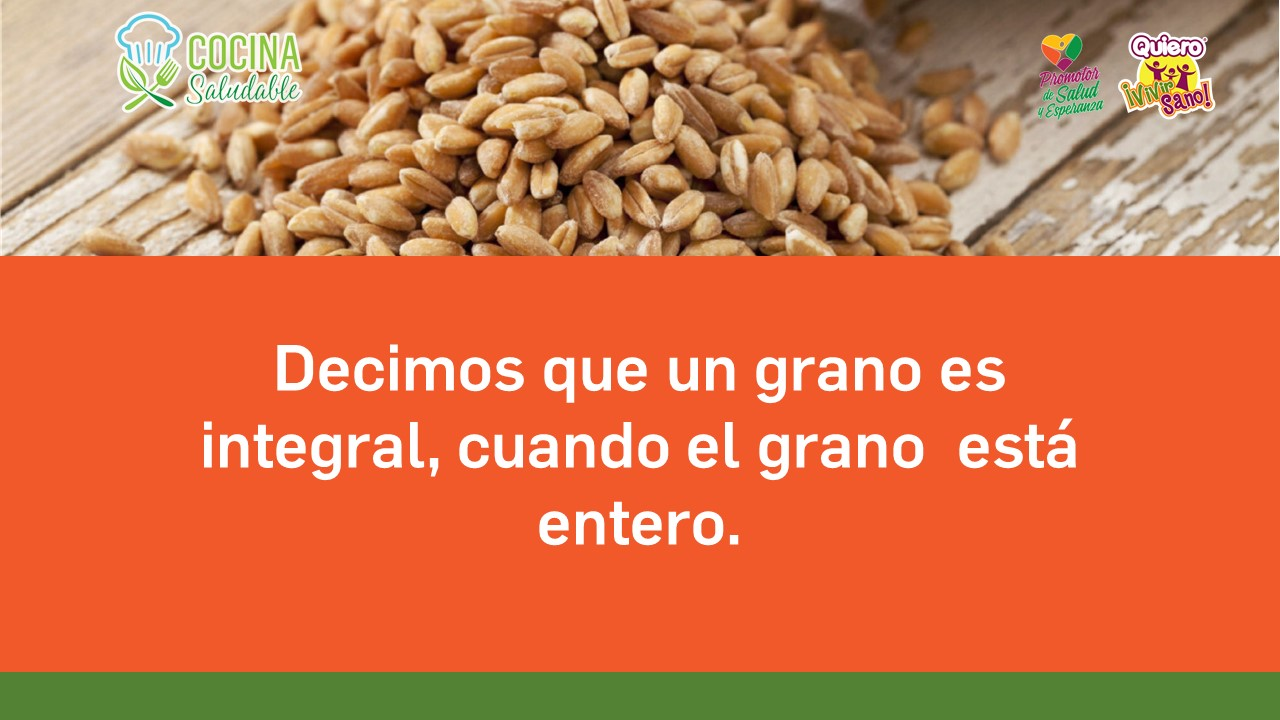 COCINA
Saludable
Promotor
de Salud
y Esperanza
Quiero
¡Vivir
Sano!
Decimos que un grano es
integral, cuando el grano  está
entero.